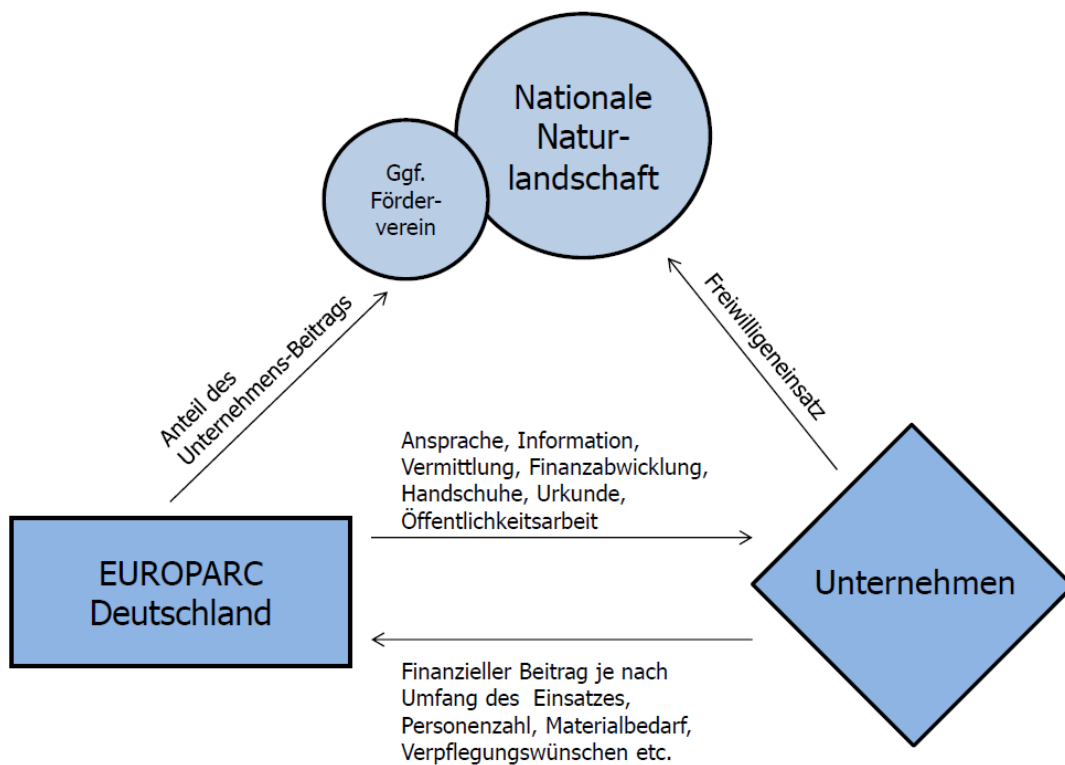 Nationale
Natur-
landschaft
Ggf.
Förder-
verein
Anteil des
Unternehmens-Beitrags
Freiwilligeneinsatz
Ansprache, Information,
Vermittlung, Finanzabwicklung,
Handschuhe, Urkunde,
Öffentlichkeitsarbeit
EUROPARC
Deutschland
Unternehmen
Finanzieller Beitrag je nach
Umfang des Einsatzes,
Personenzahl, Materialbedarf,
Verpflegungswünschen etc.